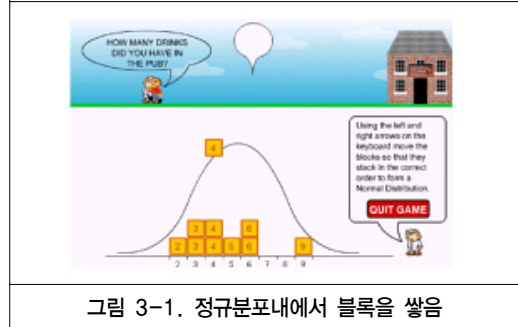 HOW MANY DRINKS
DID YOU HAVE IN
THE PUB?
Using the left and
right arrows on the
keyboard move the
blocks so that they
stack in the correct
order to form a
Normal Distribution.
QUIT GAME
4
3 4 6
2 3 4 5 6 9
2 3 4 5 6 7 8 9
그림 3-1. 정규분포내에서 블록을 쌓음